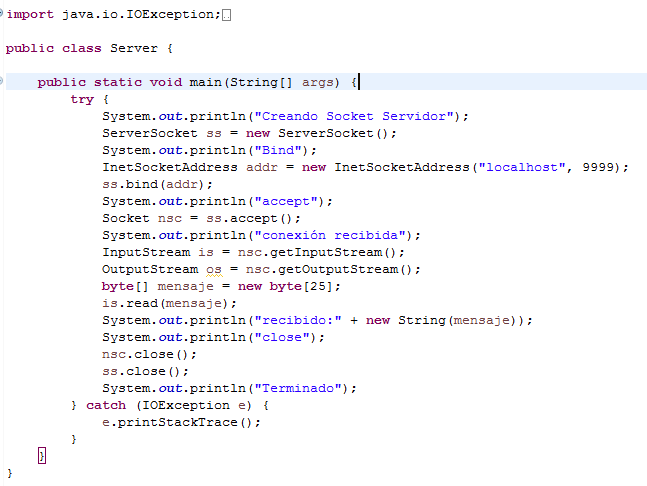 import java.io.IOException;
public class Server {
public static void main(String[] args) {
try {
System.out.println("Creando Socket Servidor");
ServerSocket ss = new ServerSocket();
System.out.println("Bind");
InetSocketAddress addr = new InetSocketAddress("localhost", 9999);
ss.bind(addr);
System.out.println("accept");
Socket nsc = ss.accept();
System.out.println("conexión recibida");
InputStream is = nsc.getInputStream();
OutputStream os = nsc.getOutputStream();
byte[] mensaje = new byte[25];
is.read(mensaje);
System.out.println("recibido:" + new String(mensaje));
System.out.println("close");
nsc.close();
ss.close();
System.out.println("Terminado");
} catch (IOException e) {
e.printStackTrace();
}
}
}